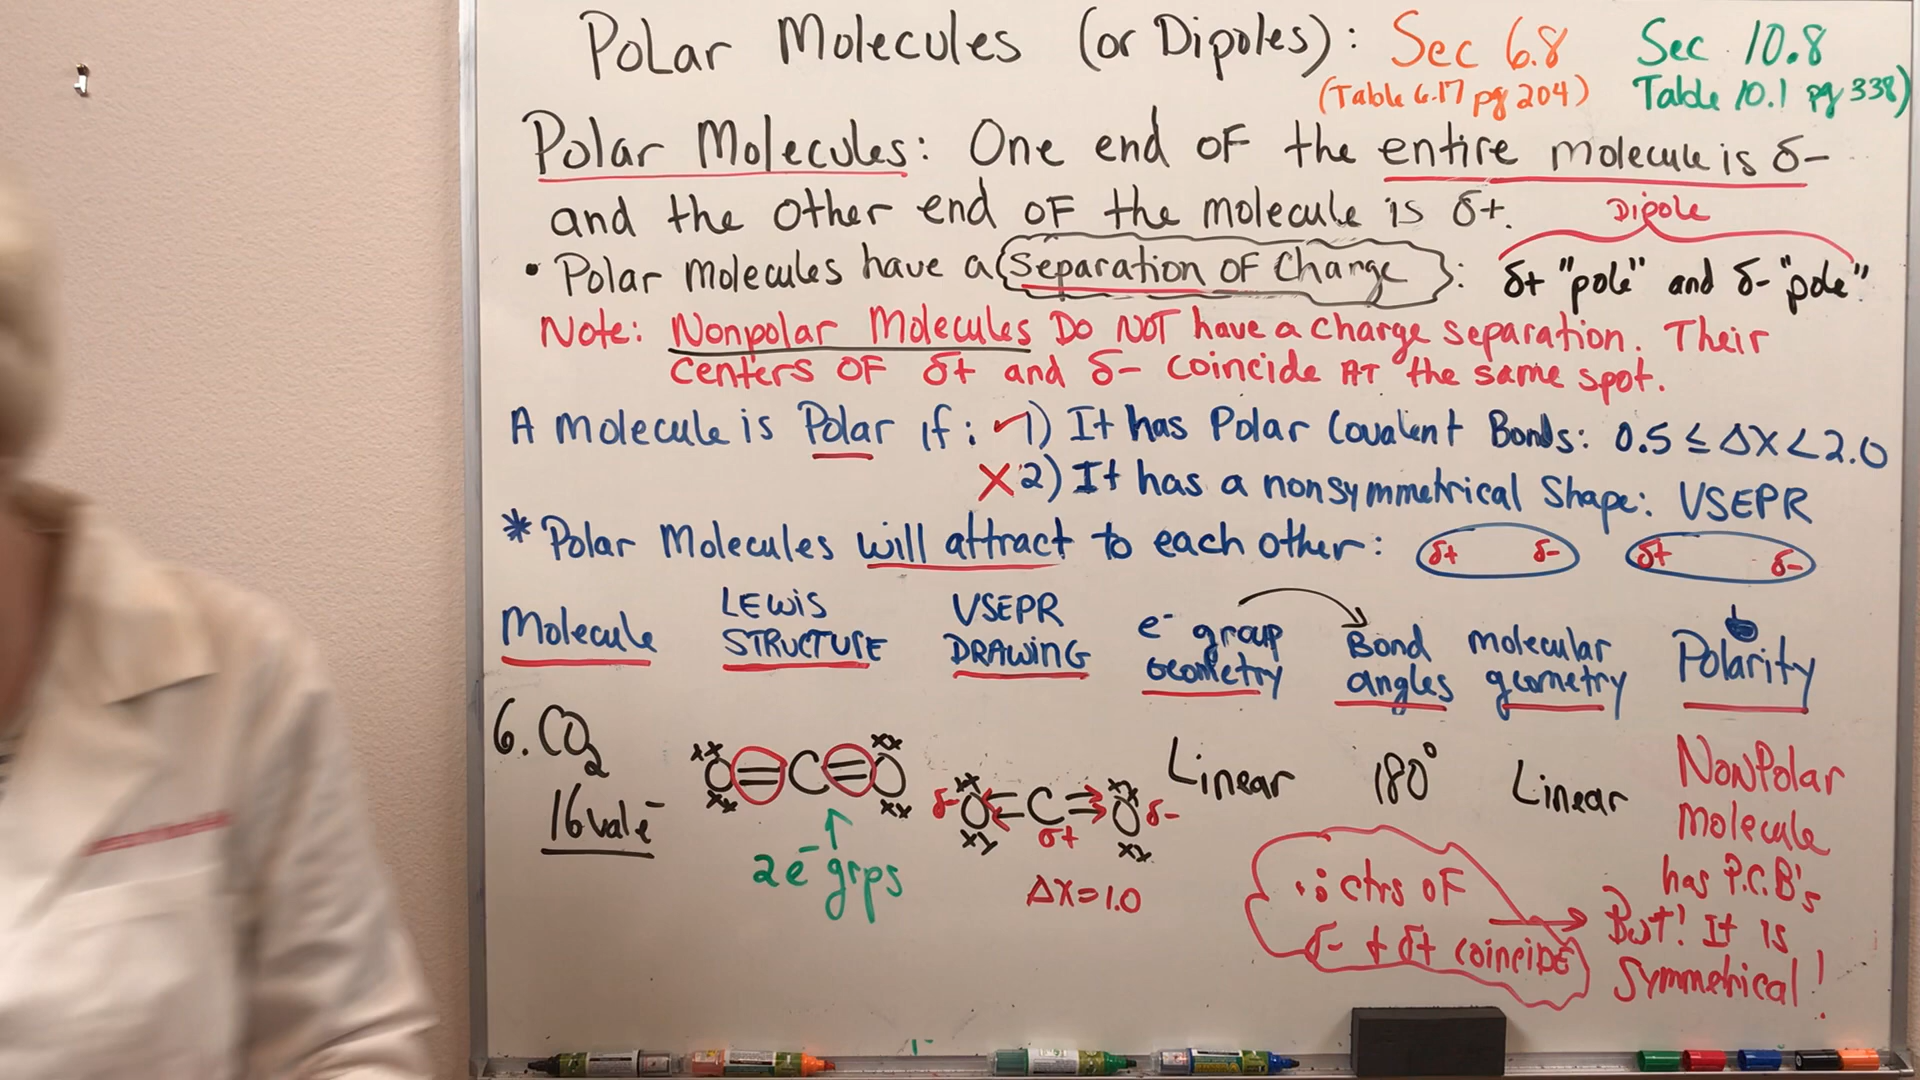 Polar Molecules (or Dipoles): Sec 6.8 Sec 10.8
(Table 6.17 pg 204) Table 10.1 pg 338)
Polar Molecules: One end of the entire molecule is δ-
and the other end of the molecule is δ+. Dipole
• Polar molecules have a separation of charge: δ+ "pole" and δ- "pole".
Note: Nonpolar Molecules Do NOT have a charge separation. Their
centers of δ+ and δ- coincide AT the same spot.
A molecule is Polar if: ✓1) It has Polar Covalent Bonds: 0.5 ≤ ΔX < 2.0
X 2) It has a nonsymmetrical shape: VSEPR
* Polar Molecules will attract to each other: δ+ δ- δ+ δ-
Molecule
LEWIS
STRUCTURE
VSEPR
DRAWING
e⁻ group
Geometry
Bond
angles
molecular
geometry
Polarity
6. CO₂
16 val e⁻
O=C=O
2 e⁻ grps
δ- O=C=O δ-
δ+
ΔX=1.0
Linear
180°
Linear
NonPolar
Molecule
has P.C.B's
But! It is
symmetrical!
∴ ctrs of
δ- + δ+ coincide